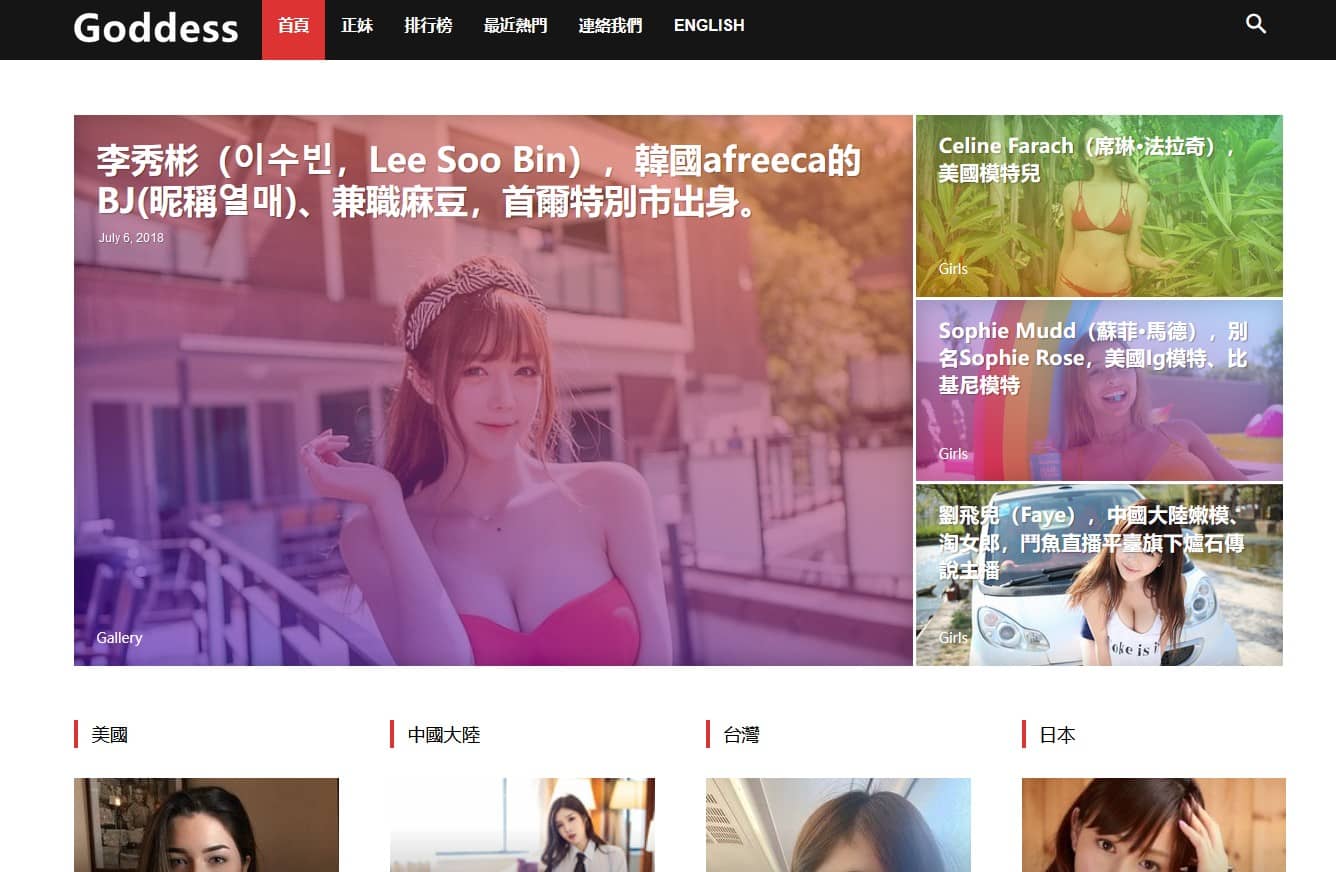 Goddess
首頁
正妹
排行榜
最近熱門
連絡我們
ENGLISH
李秀彬（이수빈，Lee Soo Bin），韓國afreeca的
BJ(昵稱열매)、兼職麻豆，首爾特別市出身。
July 6, 2018
Gallery
Celine Farach（席琳•法拉奇），
美國模特兒
Girls
Sophie Mudd（蘇菲•馬德），別
名Sophie Rose，美國Ig模特、比
基尼模特
Girls
劉飛兒（Faye），中國大陸嫩模、
淘女郎，鬥魚直播平臺旗下爐石傳
說主播
Girls
oke is i
美國
中國大陸
台灣
日本